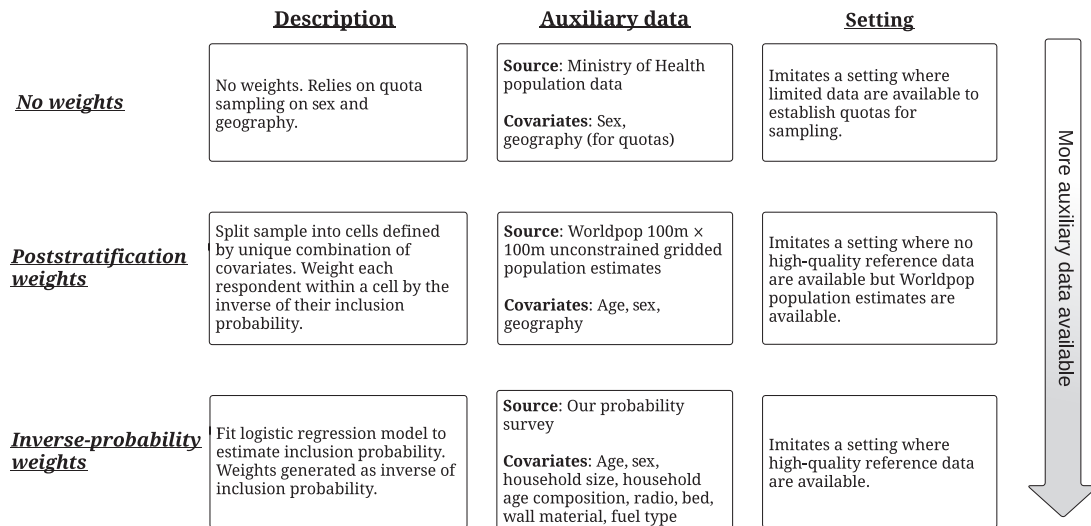 Description
Auxiliary data
Setting
No weights
No weights. Relies on quota
sampling on sex and
geography.
Source: Ministry of Health
population data
Covariates: Sex,
geography (for quotas)
Imitates a setting where
limited data are available to
establish quotas for
sampling.
Poststratification
weights
Split sample into cells defined
by unique combination of
covariates. Weight each
respondent within a cell by the
inverse of their inclusion
probability.
Source: Worldpop 100m ×
100m unconstrained gridded
population estimates
Covariates: Age, sex,
geography
Imitates a setting where no
high-quality reference data
are available but Worldpop
population estimates are
available.
Inverse-probability
weights
Fit logistic regression model to
estimate inclusion probability.
Weights generated as inverse of
inclusion probability.
Source: Our probability
survey
Covariates: Age, sex,
household size, household
age composition, radio, bed,
wall material, fuel type
Imitates a setting where
high-quality reference data
are available.
More auxiliary data available